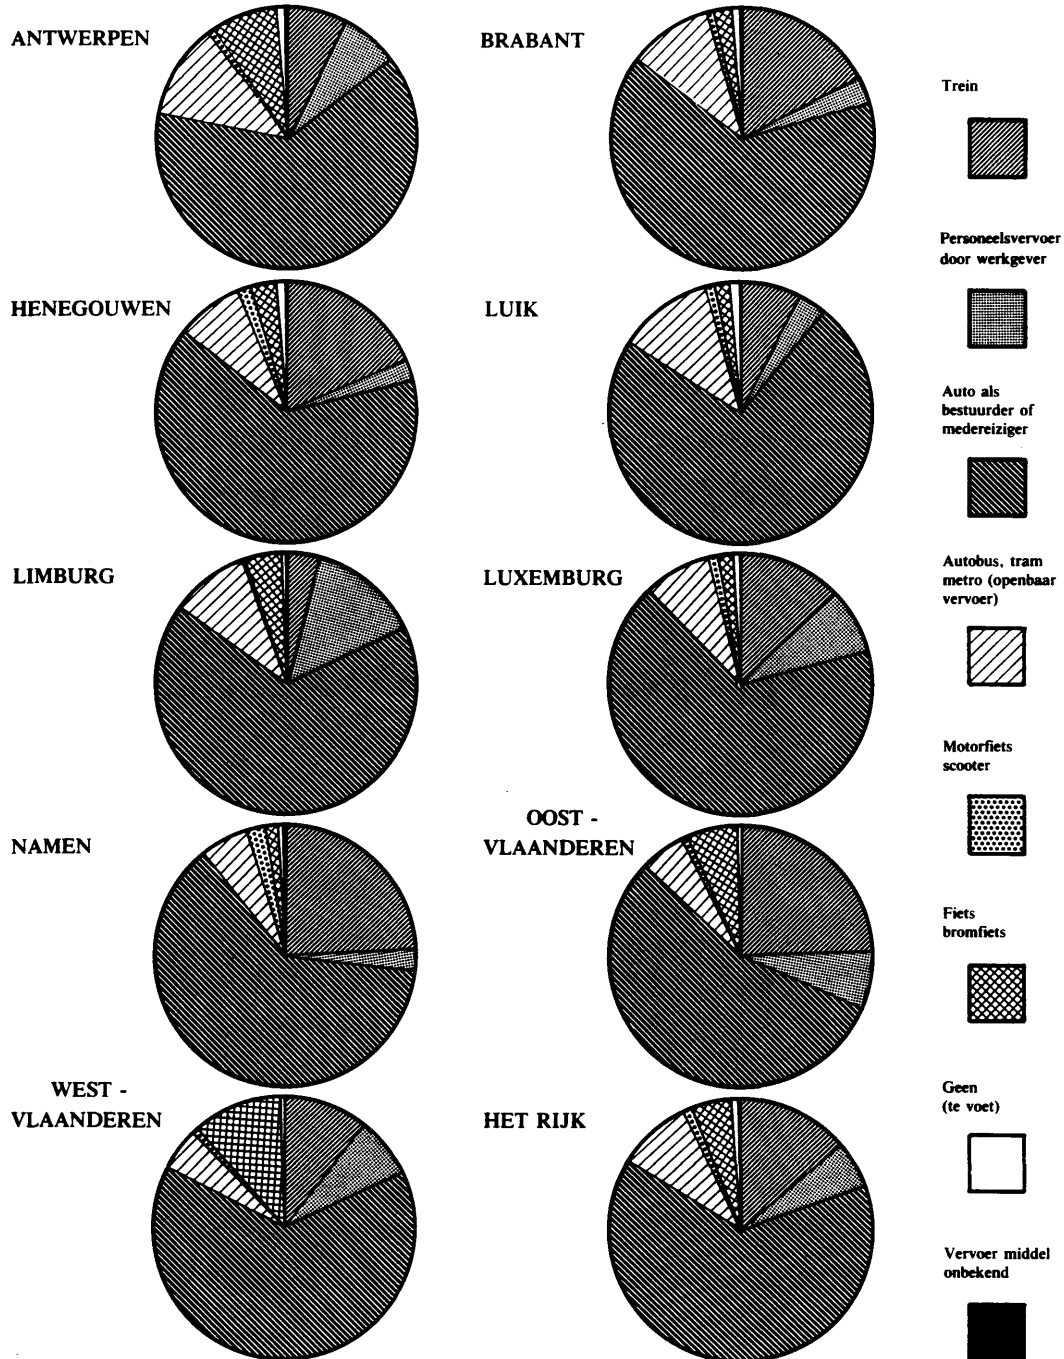 ANTWERPEN
BRABANT
HENEGOUWEN
LUIK
LIMBURG
LUXEMBURG
NAMEN
OOST -
VLAANDEREN
WEST -
VLAANDEREN
HET RIJK
Trein
Personeelsvervoer
door werkgever
Auto als
bestuurder of
medereiziger
Autobus, tram
metro (openbaar
vervoer)
Motorfiets
scooter
Fiets
bromfiets
Geen
(te voet)
Vervoer middel
onbekend